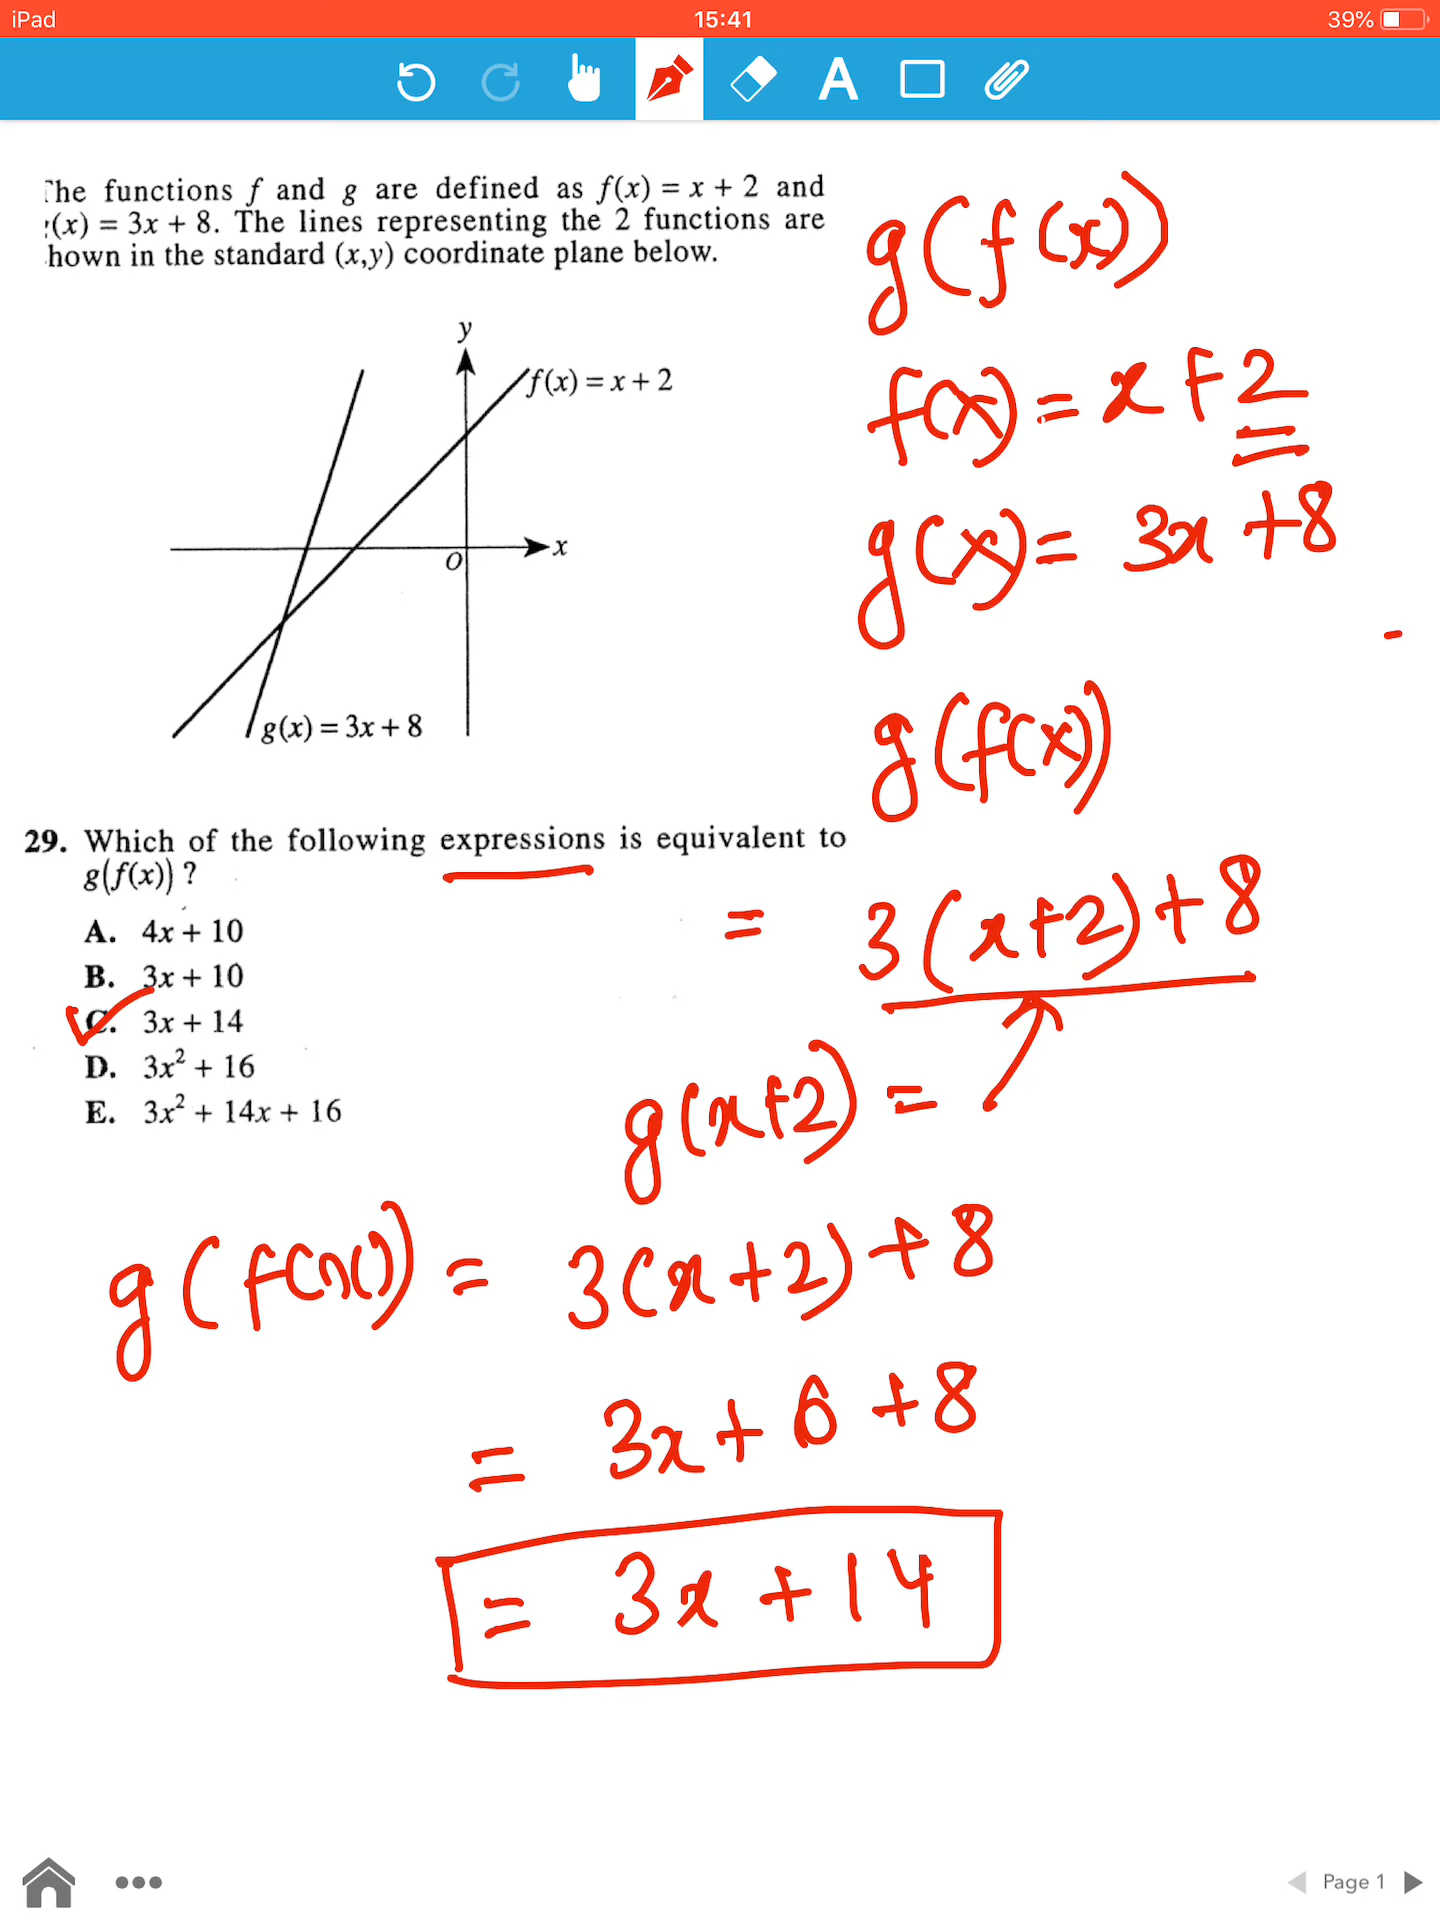 iPad 15:41 39%
A
The functions f and g are defined as f(x) = x + 2 and
(x) = 3x + 8. The lines representing the 2 functions are
hown in the standard (x,y) coordinate plane below.
y
f(x) = x + 2
x
O
g(x) = 3x + 8
29. Which of the following expressions is equivalent to
g(f(x)) ?
A. 4x + 10
B. 3x + 10
C. 3x + 14
D. 3x² + 16
E. 3x² + 14x + 16
g(f(x))
f(x) = x + 2
g(x) = 3x + 8
g(f(x))
= 3(x+2)+8
g(x+2) =
g(f(x)) = 3(x+2)+8
= 3x + 6 + 8
= 3x + 14
Page 1